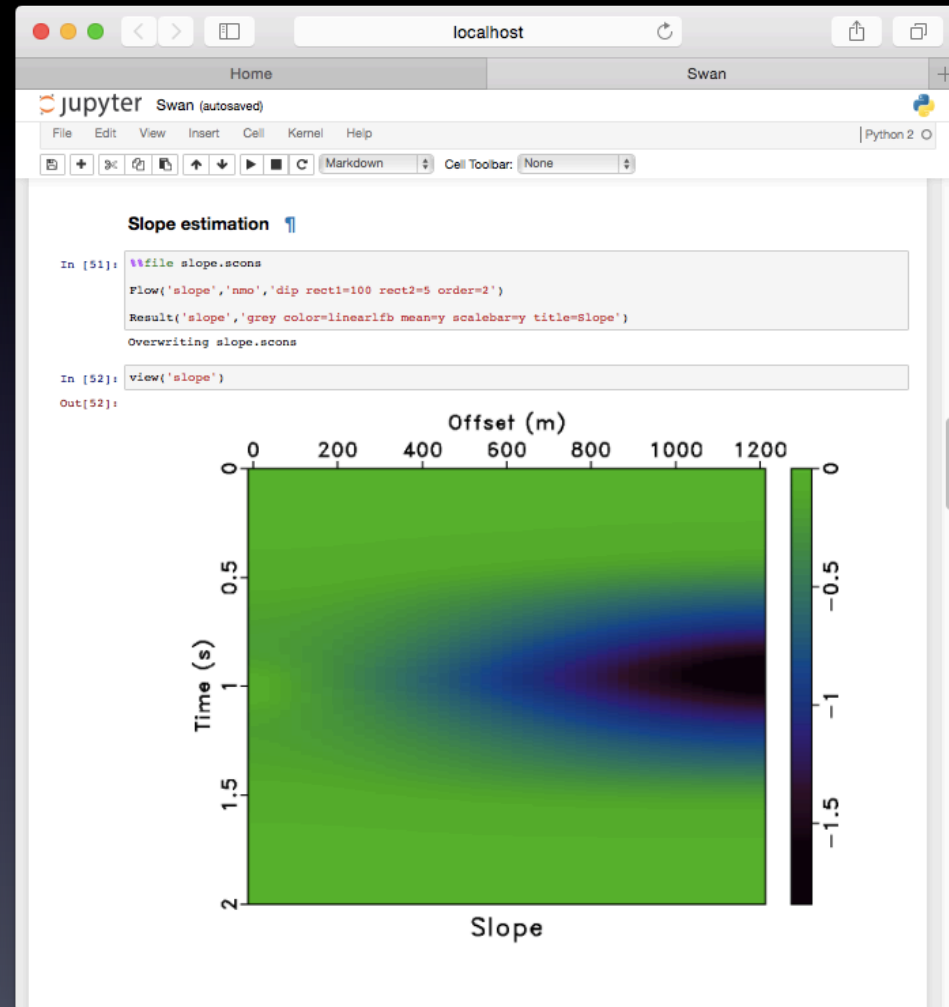 localhost
Home Swan
jupyter Swan (autosaved)
File Edit View Insert Cell Kernel Help Python 2
Markdown Cell Toolbar: None
Slope estimation ¶
In [51]: %%file slope.scons
Flow('slope','nmo','dip rect1=100 rect2=5 order=2')
Result('slope','grey color=linearlfb mean=y scalebar=y title=Slope')
Overwriting slope.scons
In [52]: view('slope')
Out[52]:
Offset (m)
0 200 400 600 800 1000 1200
Time (s)
0 0.5 1 1.5 2
0 −0.5 −1 −1.5
Slope